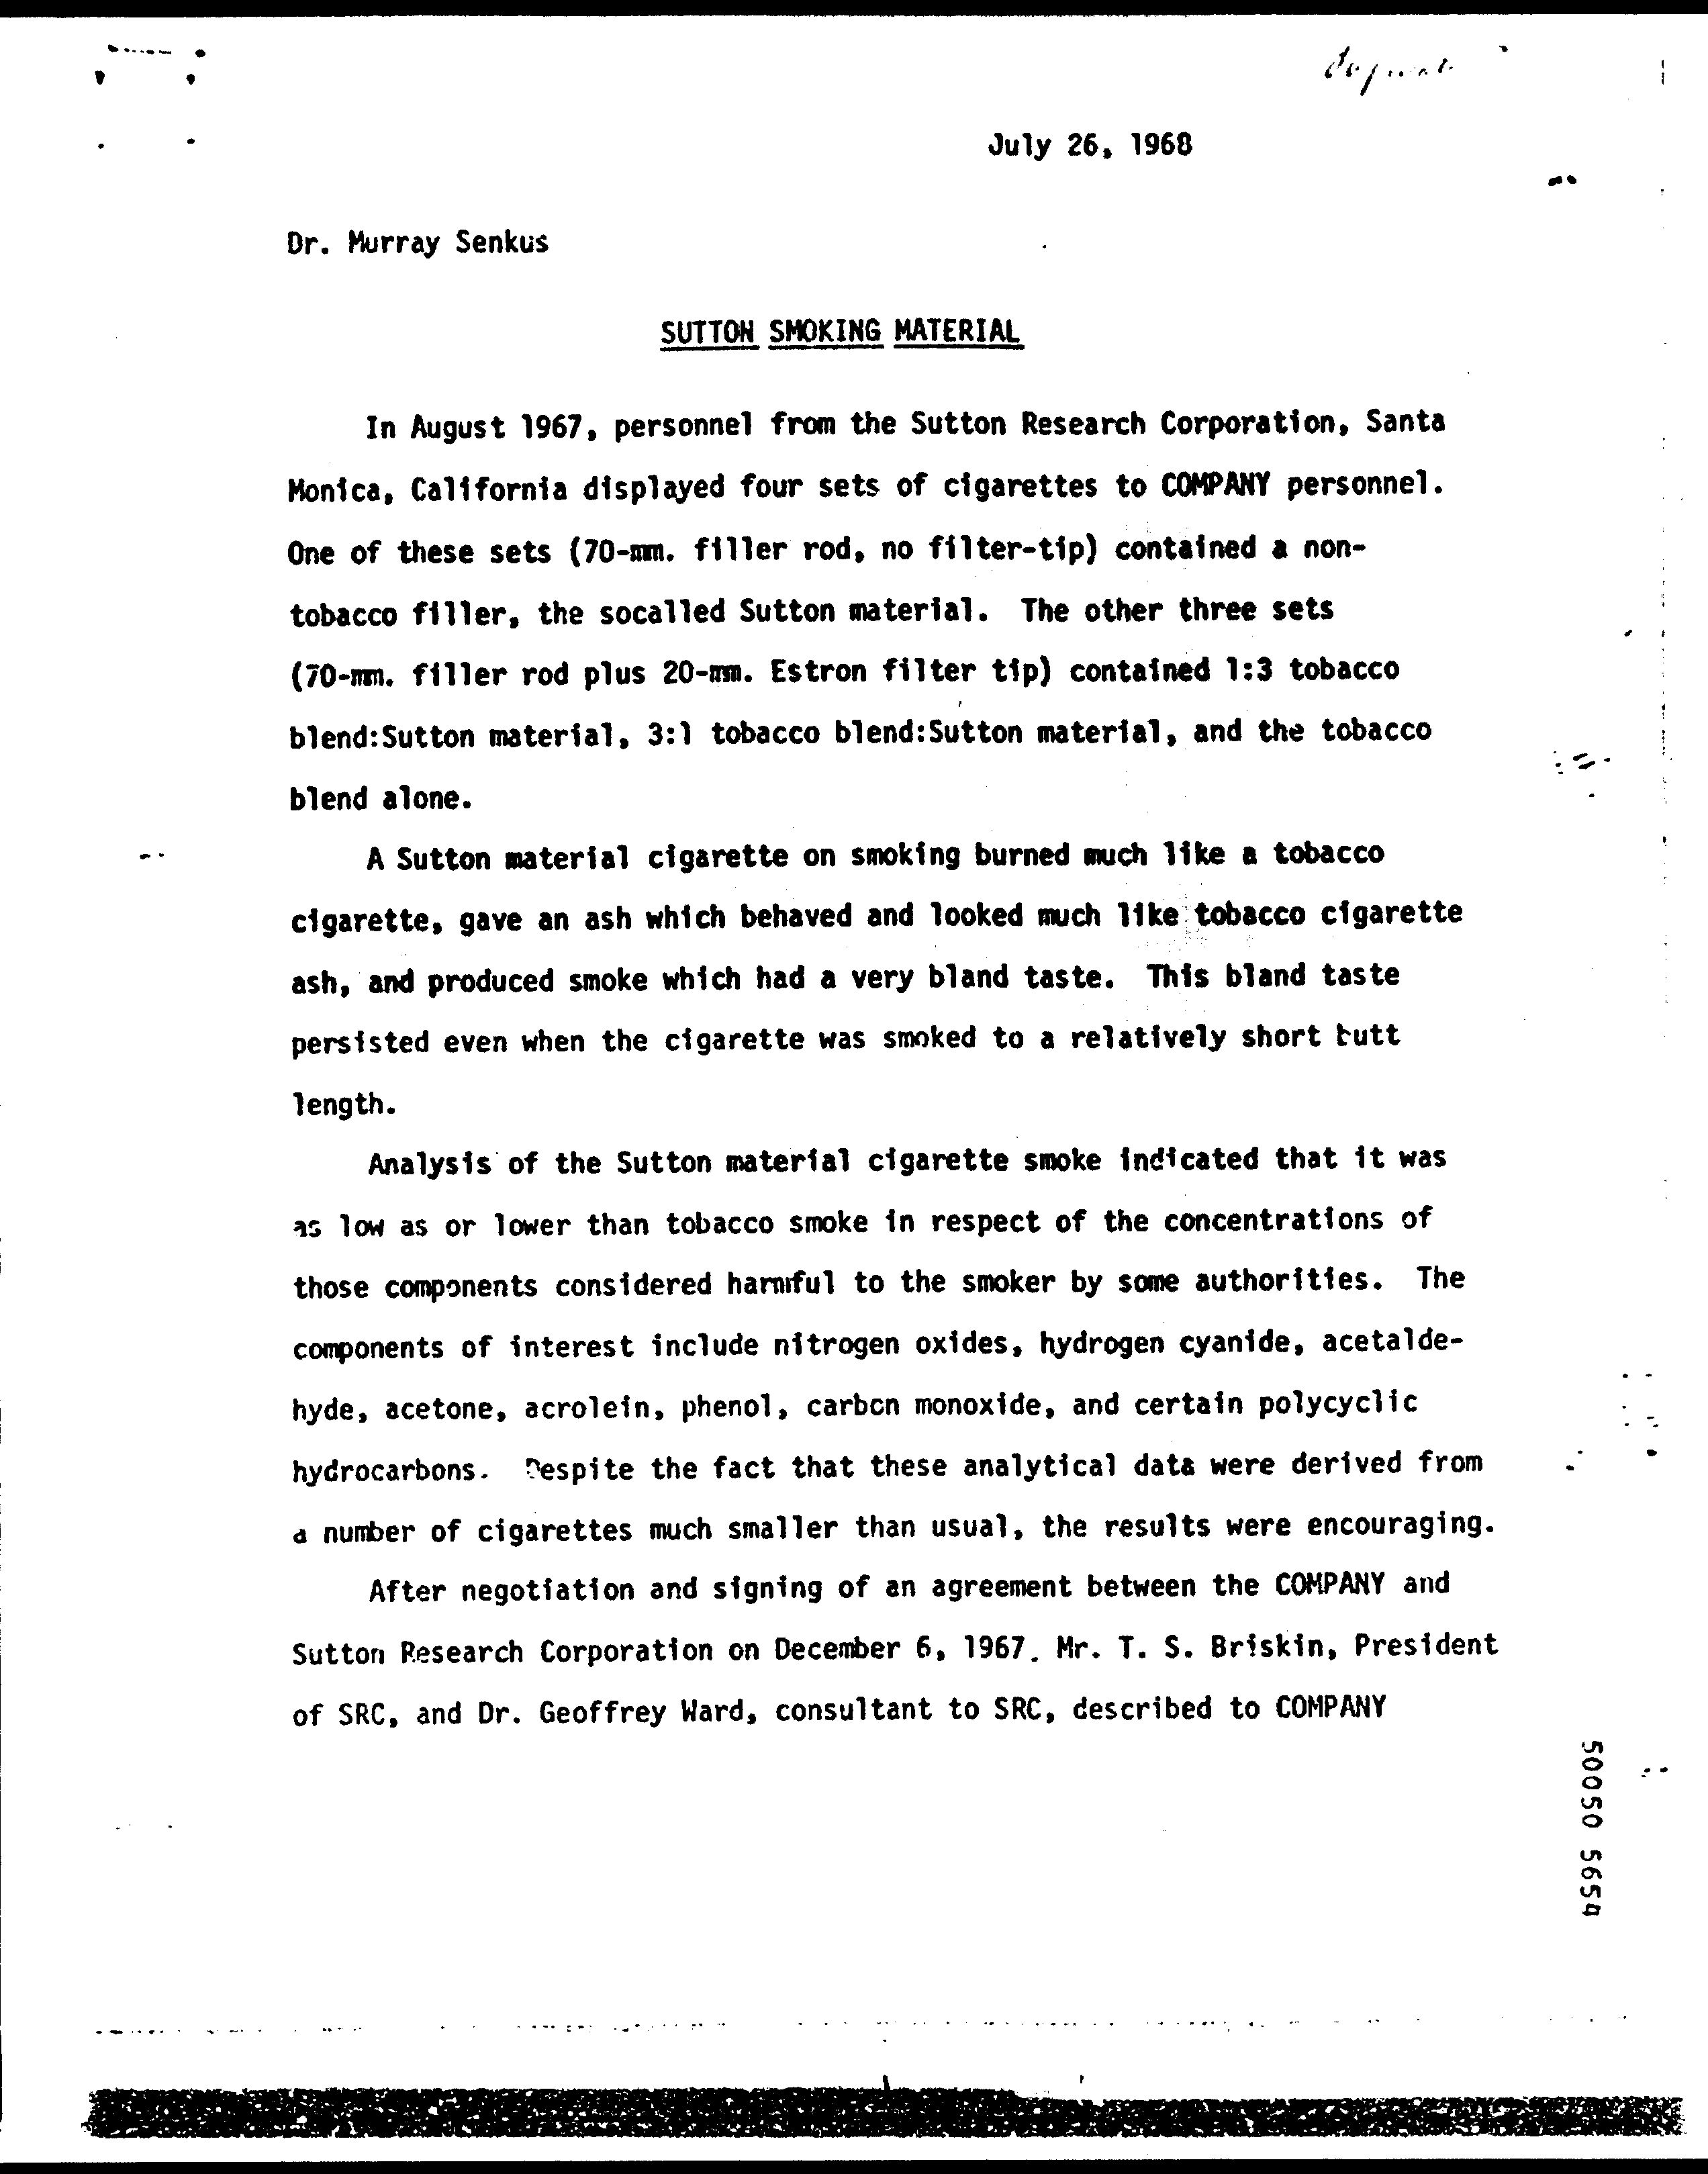 July 26, 1968
Dr. Murray Senkus
SUTTON SMOKING MATERIAL
In August 1967, personnel from the Sutton Research Corporation, Santa
Monica, California displayed four sets of cigarettes to COMPANY personnel.
One of these sets (70-mm. filler rod, no filter-tip) contained a non-
tobacco filler, the socalled Sutton material. The other three sets
(70-mm. filler rod plus 20-mm. Estron filter tip) contained 1:3 tobacco
blend:Sutton material, 3:1 tobacco blend:Sutton material, and the tobacco
blend alone.
A Sutton material cigarette on smoking burned much like a tobacco
cigarette, gave an ash which behaved and looked much like tobacco cigarette
ash, and produced smoke which had a very bland taste. This bland taste
persisted even when the cigarette was smoked to a relatively short butt
length.
Analysis of the Sutton material cigarette smoke indicated that it was
as low as or lower than tobacco smoke in respect of the concentrations of
those components considered harmful to the smoker by some authorities. The
components of interest include nitrogen oxides, hydrogen cyanide, acetalde-
hyde, acetone, acrolein, phenol, carbon monoxide, and certain polycyclic
hydrocarbons. Despite the fact that these analytical data were derived from
a number of cigarettes much smaller than usual, the results were encouraging.
After negotiation and signing of an agreement between the COMPANY and
Sutton Research Corporation on December 6, 1967. Mr. T. S. Briskin, President
of SRC, and Dr. Geoffrey Ward, consultant to SRC, described to COMPANY
50050 5654